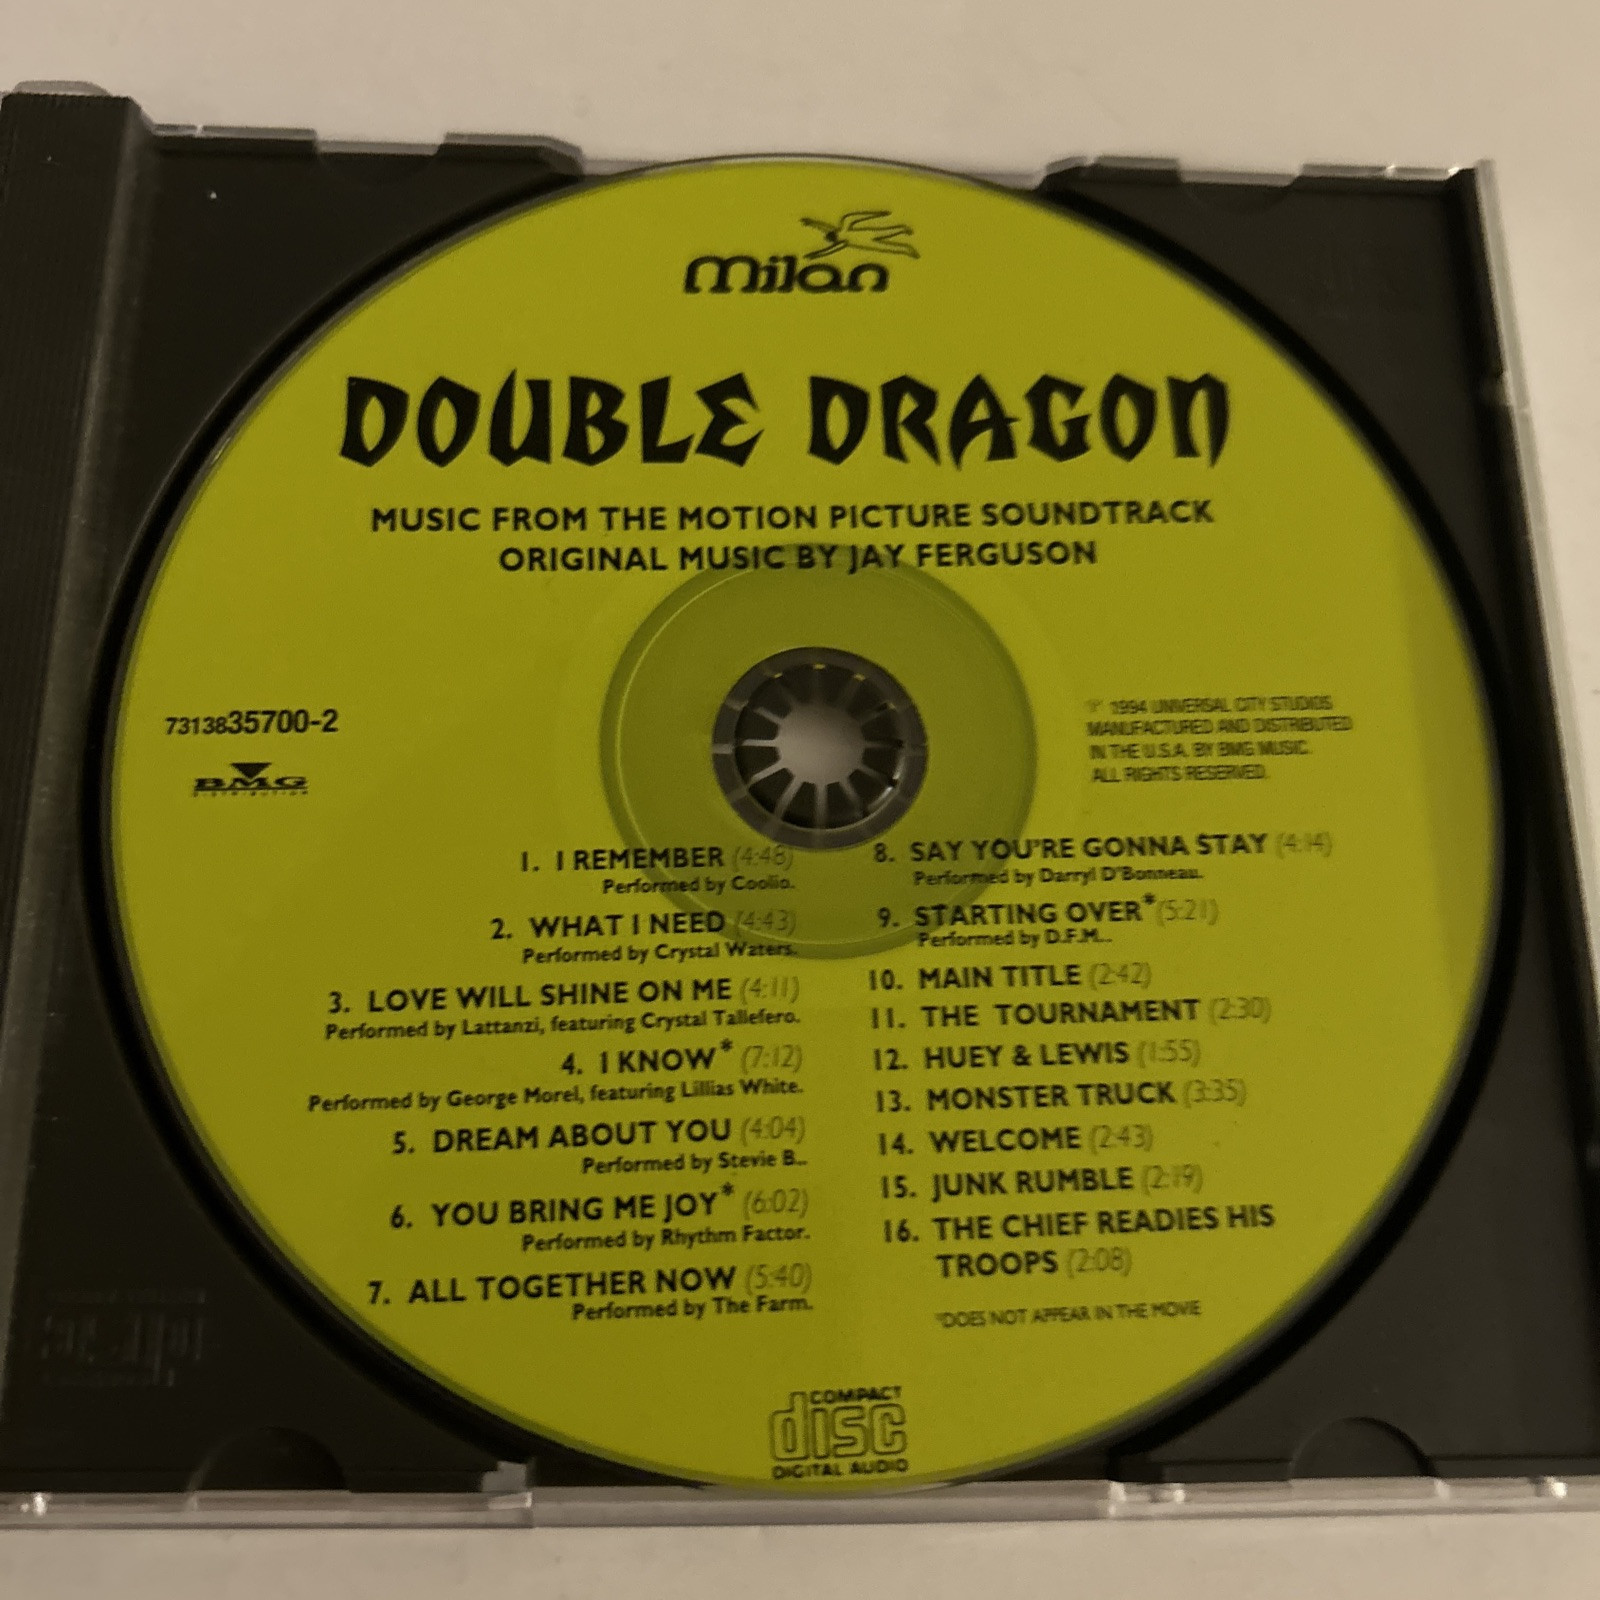 milan
DOUBLE DRAGON
MUSIC FROM THE MOTION PICTURE SOUNDTRACK
ORIGINAL MUSIC BY JAY FERGUSON
7313835700-2
BMG
DISTRIBUTION
℗ 1994 UNIVERSAL CITY STUDIOS
MANUFACTURED AND DISTRIBUTED
IN THE U.S.A. BY BMG MUSIC.
ALL RIGHTS RESERVED.
1. I REMEMBER (4:48)
Performed by Coolio.
2. WHAT I NEED (4:43)
Performed by Crystal Waters.
3. LOVE WILL SHINE ON ME (4:11)
Performed by Lattanzi, featuring Crystal Tallefero.
4. I KNOW* (7:12)
Performed by George Morel, featuring Lillias White.
5. DREAM ABOUT YOU (4:04)
Performed by Stevie B..
6. YOU BRING ME JOY* (6:02)
Performed by Rhythm Factor.
7. ALL TOGETHER NOW (5:40)
Performed by The Farm.
8. SAY YOU'RE GONNA STAY (4:14)
Performed by Darryl D'Bonneau.
9. STARTING OVER* (5:21)
Performed by D.F.M..
10. MAIN TITLE (2:42)
11. THE TOURNAMENT (2:30)
12. HUEY & LEWIS (1:55)
13. MONSTER TRUCK (3:35)
14. WELCOME (2:43)
15. JUNK RUMBLE (2:19)
16. THE CHIEF READIES HIS
TROOPS (2:08)
*DOES NOT APPEAR IN THE MOVIE
COMPACT
disc
DIGITAL AUDIO